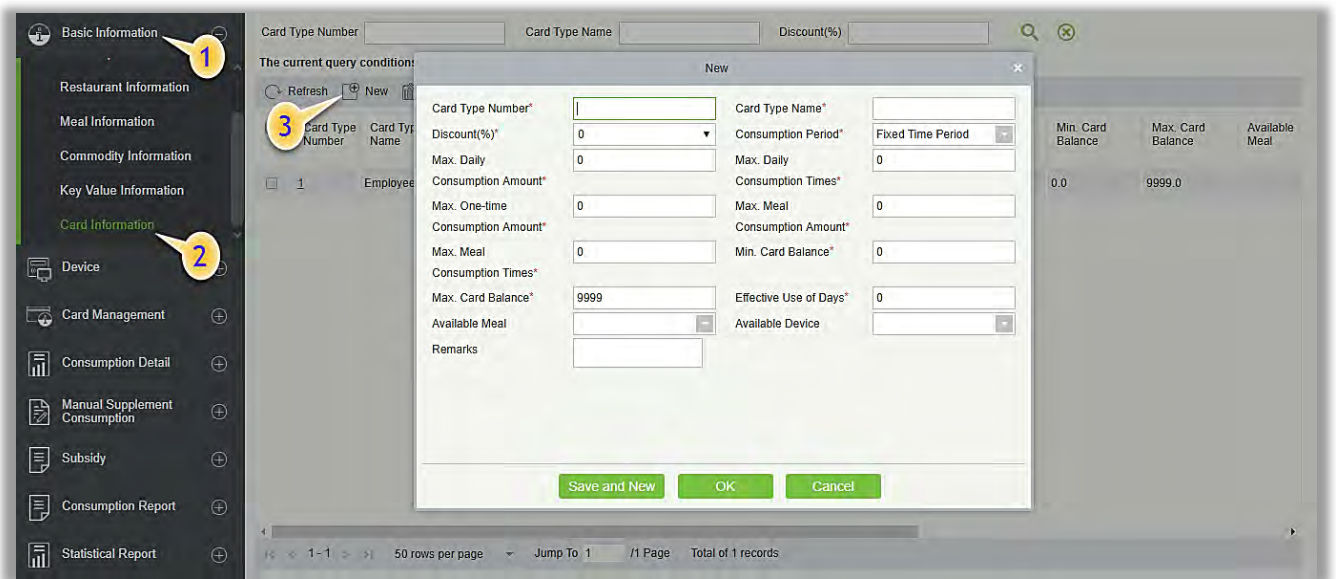 Basic Information
1
Restaurant Information
Meal Information
Commodity Information
Key Value Information
Card Information
2
Device
Card Management
Consumption Detail
Manual Supplement
Consumption
Subsidy
Consumption Report
Statistical Report
Card Type Number
Card Type Name
Discount(%)
The current query conditions
Refresh
New
3
Card Type
Number
Name
Min. Card
Balance
Max. Card
Balance
Available
Meal
1
Employee
0.0
9999.0
New
Card Type Number*
Card Type Name*
Discount(%)*
0
Consumption Period*
Fixed Time Period
Max. Daily
Consumption Amount*
0
Max. Daily
Consumption Times*
0
Max. One-time
Consumption Amount*
0
Max. Meal
Consumption Amount*
0
Max. Meal
Consumption Times*
0
Min. Card Balance*
0
Max. Card Balance*
9999
Effective Use of Days*
0
Available Meal
Available Device
Remarks
Save and New
OK
Cancel
1-1
50 rows per page
Jump To 1 /1 Page
Total of 1 records